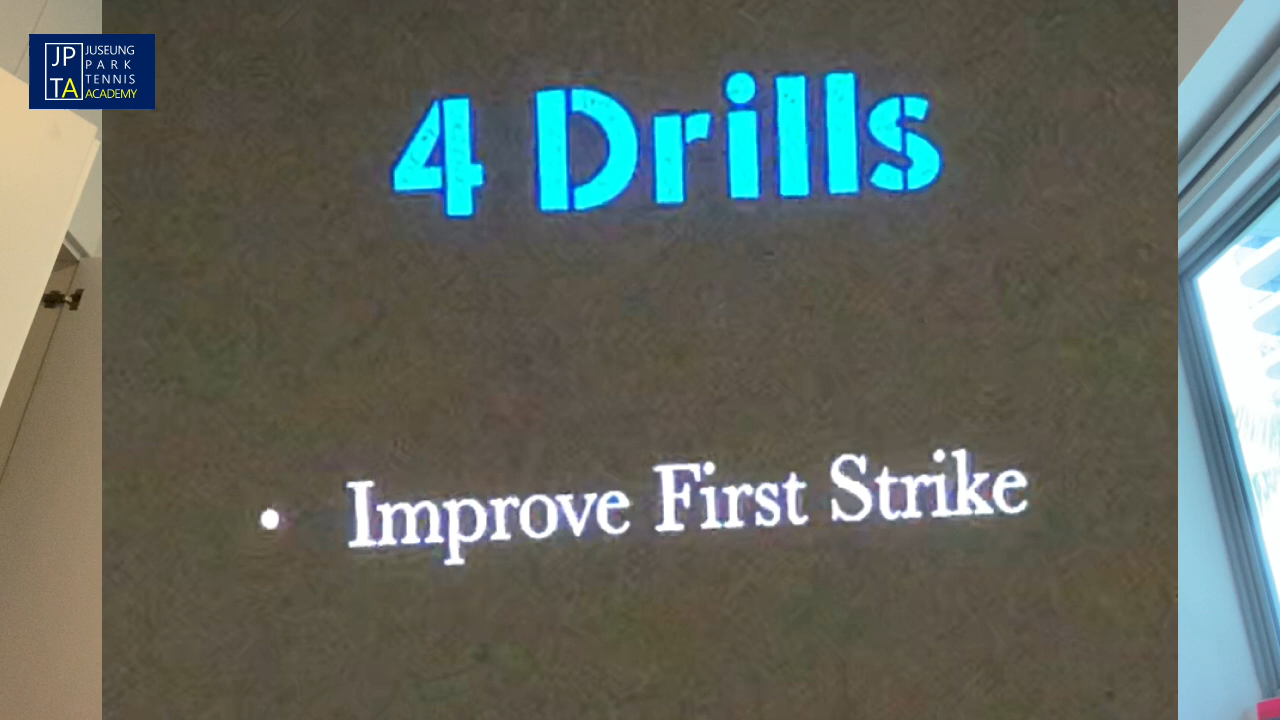 JP
TA
JUSEUNG
PARK
TENNIS
ACADEMY
4 Drills
• Improve First Strike